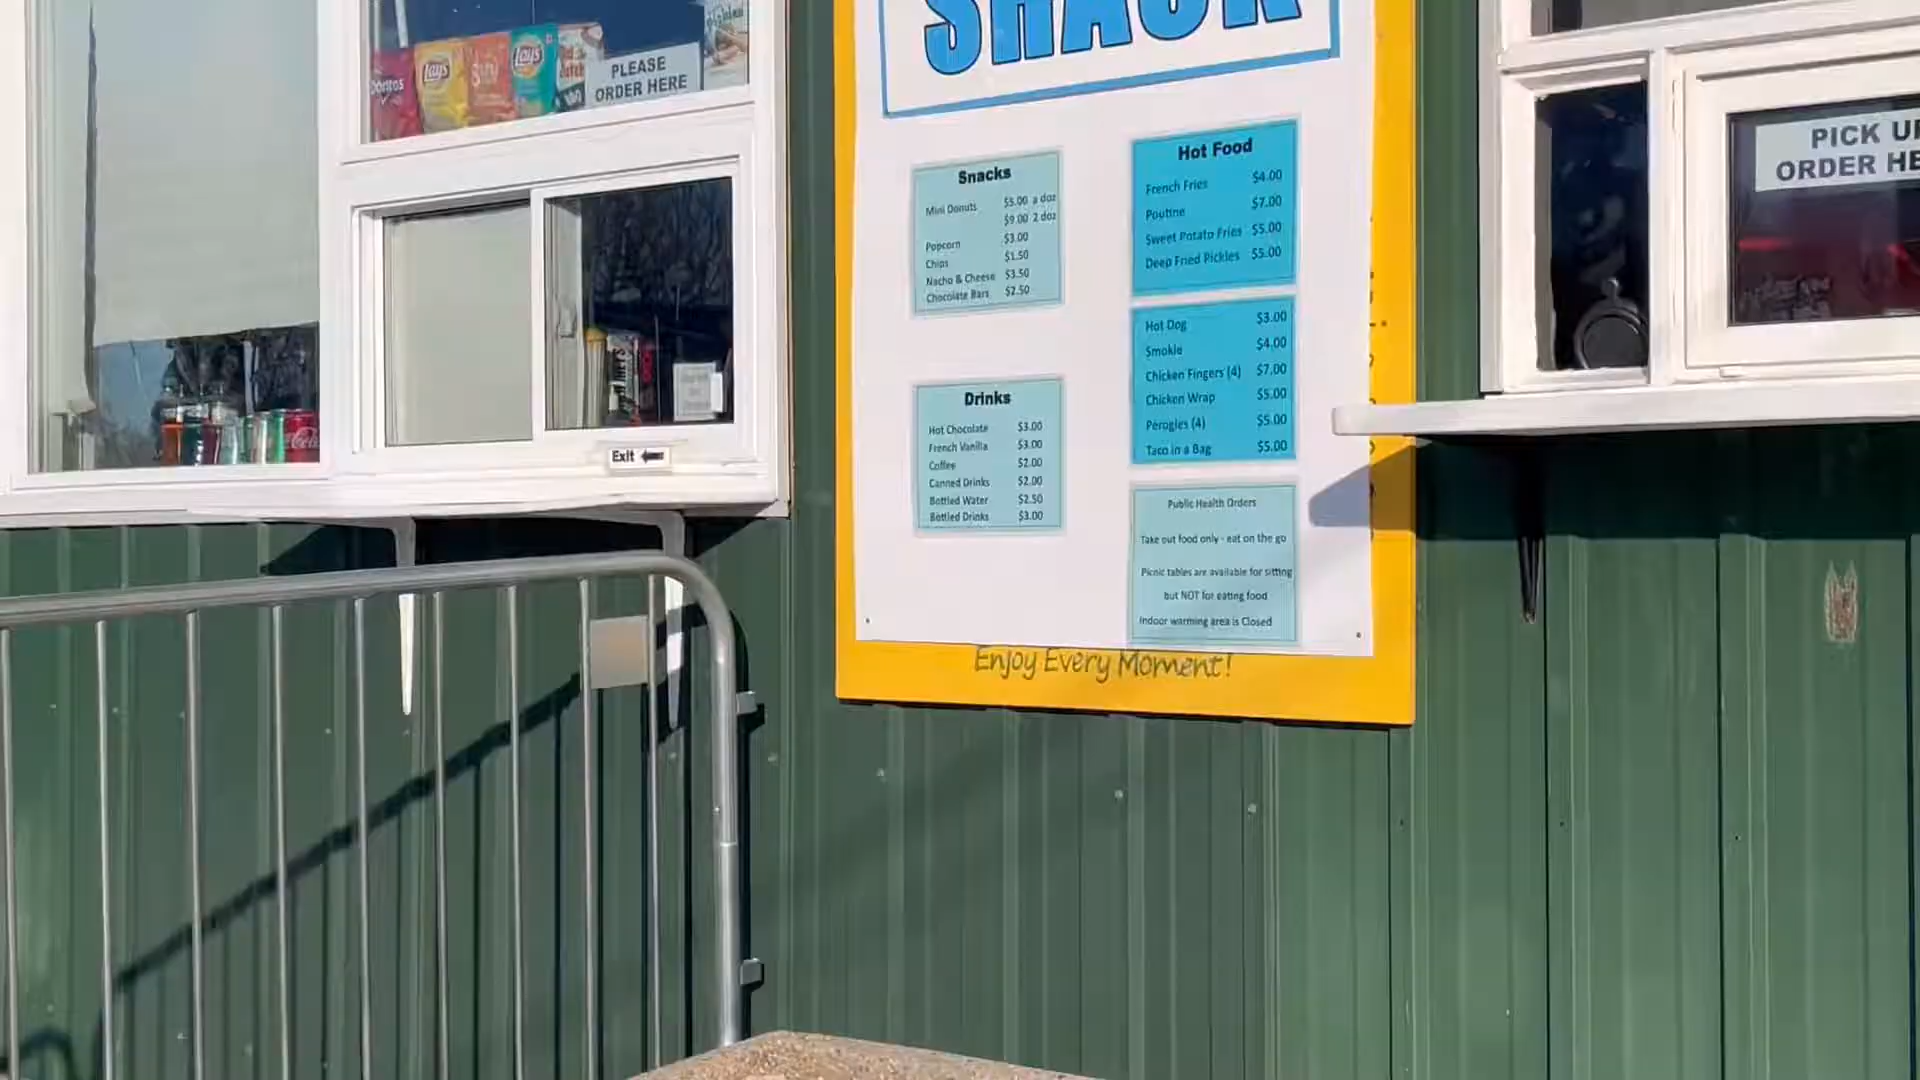 SHACK
Doritos
Lay's
Lay's
PLEASE
ORDER HERE
Exit
Snacks
Mini Donuts $5.00 a doz
$9.00 2 doz
Popcorn $3.00
Chips $1.50
Nacho & Cheese $3.50
Chocolate Bars $2.50
Drinks
Hot Chocolate $3.00
French Vanilla $3.00
Coffee $2.00
Canned Drinks $2.00
Bottled Water $2.50
Bottled Drinks $3.00
Hot Food
French Fries $4.00
Poutine $7.00
Sweet Potato Fries $5.00
Deep Fried Pickles $5.00
Hot Dog $3.00
Smokie $4.00
Chicken Fingers (4) $7.00
Chicken Wrap $5.00
Perogies (4) $5.00
Taco in a Bag $5.00
Public Health Orders
Take out food only - eat on the go
Picnic tables are available for sitting
but NOT for eating food
Indoor warming area is Closed
Enjoy Every Moment!
PICK U
ORDER HE